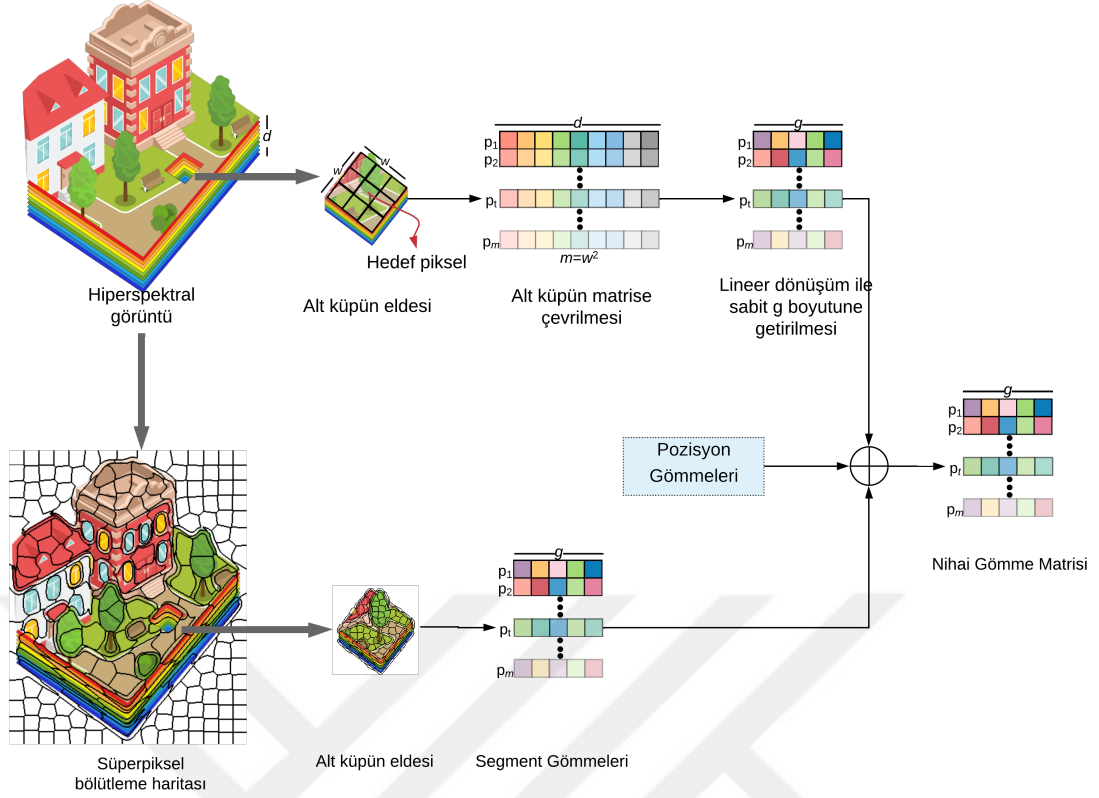 d
w
w
Hedef piksel
Hiperspektral
görüntü
Alt küpün eldesi
d
p1
p2
pt
pm
m=w²
Alt küpün matrise
çevrilmesi
g
p1
p2
pt
pm
Lineer dönüşüm ile
sabit g boyutune
getirilmesi
Pozisyon
Gömmeleri
g
p1
p2
pt
pm
Nihai Gömme Matrisi
g
p1
p2
pt
pm
Süperpiksel
bölütleme haritası
Alt küpün eldesi
Segment Gömmeleri